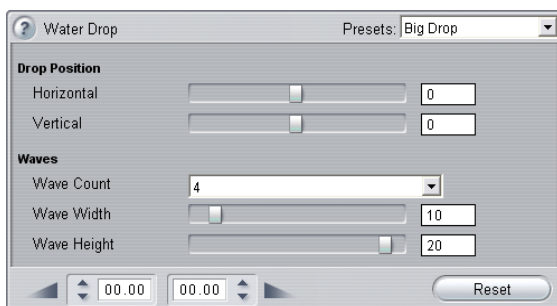 ? Water Drop Presets: Big Drop
Drop Position
Horizontal 0
Vertical 0
Waves
Wave Count 4
Wave Width 10
Wave Height 20
00.00 00.00 Reset